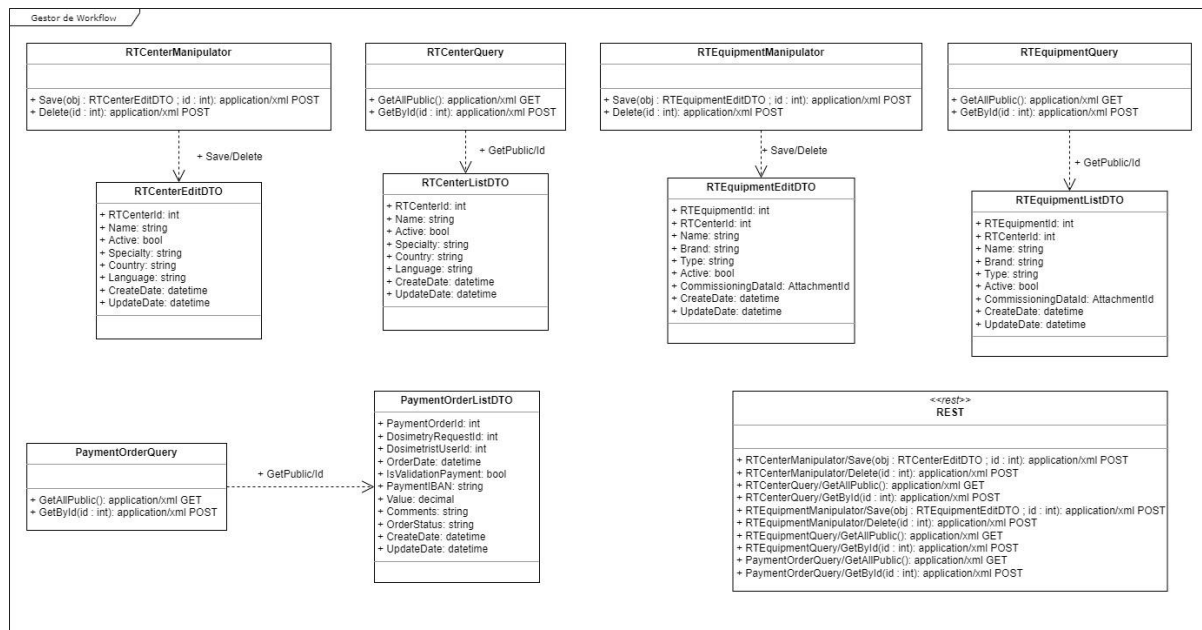 Gestor de Workflow
RTCenterManipulator
+ Save(obj : RTCenterEditDTO ; id : int): application/xml POST
+ Delete(id : int): application/xml POST
+ Save/Delete
RTCenterEditDTO
+ RTCenterId: int
+ Name: string
+ Active: bool
+ Specialty: string
+ Country: string
+ Language: string
+ CreateDate: datetime
+ UpdateDate: datetime
RTCenterQuery
+ GetAllPublic(): application/xml GET
+ GetById(id : int): application/xml POST
+ GetPublic/Id
RTCenterListDTO
+ RTCenterId: int
+ Name: string
+ Active: bool
+ Specialty: string
+ Country: string
+ Language: string
+ CreateDate: datetime
+ UpdateDate: datetime
RTEquipmentManipulator
+ Save(obj : RTEquipmentEditDTO ; id : int): application/xml POST
+ Delete(id : int): application/xml POST
+ Save/Delete
RTEquipmentEditDTO
+ RTEquipmentId: int
+ RTCenterId: int
+ Name: string
+ Brand: string
+ Type: string
+ Active: bool
+ CommissioningDataId: AttachmentId
+ CreateDate: datetime
+ UpdateDate: datetime
RTEquipmentQuery
+ GetAllPublic(): application/xml GET
+ GetById(id : int): application/xml POST
+ GetPublic/Id
RTEquipmentListDTO
+ RTEquipmentId: int
+ RTCenterId: int
+ Name: string
+ Brand: string
+ Type: string
+ Active: bool
+ CommissioningDataId: AttachmentId
+ CreateDate: datetime
+ UpdateDate: datetime
PaymentOrderQuery
+ GetAllPublic(): application/xml GET
+ GetById(id : int): application/xml POST
+ GetPublic/Id
PaymentOrderListDTO
+ PaymentOrderId: int
+ DosimetryRequestId: int
+ DosimetristUserId: int
+ OrderDate: datetime
+ IsValidationPayment: bool
+ PaymentIBAN: string
+ Value: decimal
+ Comments: string
+ OrderStatus: string
+ CreateDate: datetime
+ UpdateDate: datetime
<<rest>>
REST
+ RTCenterManipulator/Save(obj : RTCenterEditDTO ; id : int): application/xml POST
+ RTCenterManipulator/Delete(id : int): application/xml POST
+ RTCenterQuery/GetAllPublic(): application/xml GET
+ RTCenterQuery/GetById(id : int): application/xml POST
+ RTEquipmentManipulator/Save(obj : RTEquipmentEditDTO ; id : int): application/xml POST
+ RTEquipmentManipulator/Delete(id : int): application/xml POST
+ RTEquipmentQuery/GetAllPublic(): application/xml GET
+ RTEquipmentQuery/GetById(id : int): application/xml POST
+ PaymentOrderQuery/GetAllPublic(): application/xml GET
+ PaymentOrderQuery/GetById(id : int): application/xml POST